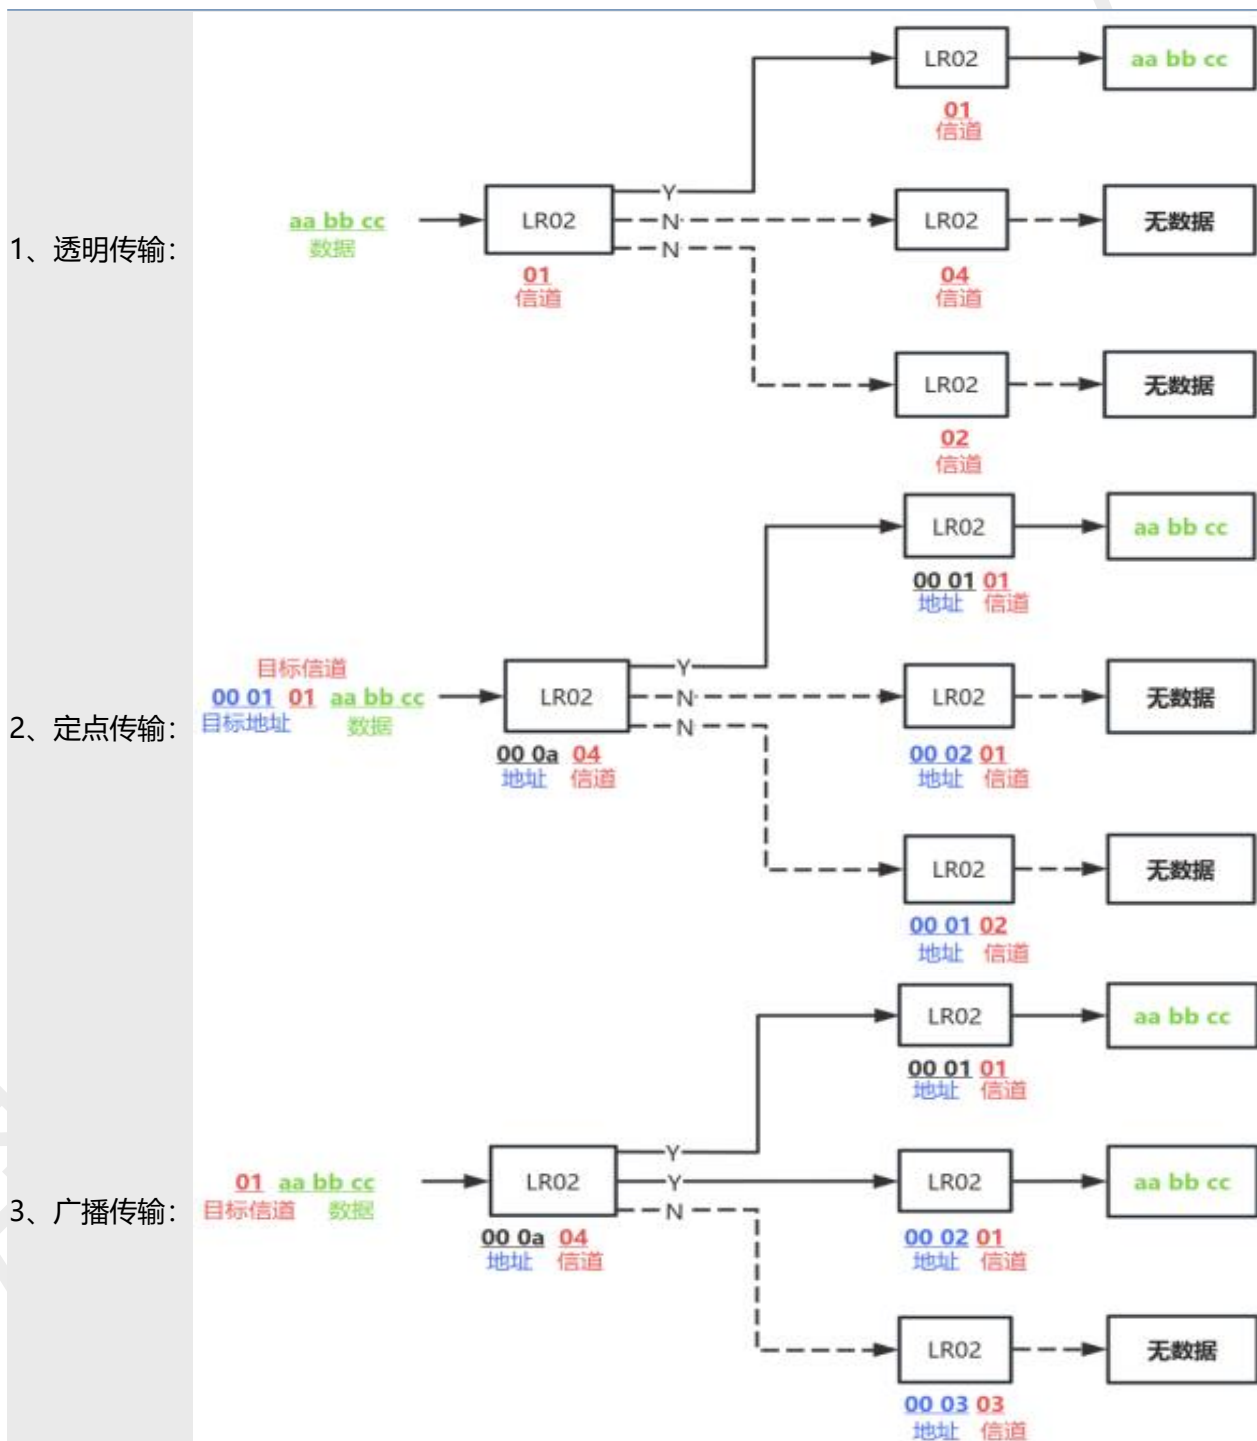 LR02
aa bb cc
01
信道
1、透明传输：
aa bb cc
数据
LR02
01
信道
Y
N
N
LR02
04
信道
无数据
LR02
02
信道
无数据
LR02
00 01 01
地址 信道
aa bb cc
2、定点传输：
目标信道
00 01 01 aa bb cc
目标地址 数据
LR02
00 0a 04
地址 信道
Y
N
N
LR02
00 02 01
地址 信道
无数据
LR02
00 01 02
地址 信道
无数据
LR02
00 01 01
地址 信道
aa bb cc
3、广播传输：
01 aa bb cc
目标信道 数据
LR02
00 0a 04
地址 信道
Y
Y
N
LR02
00 02 01
地址 信道
aa bb cc
LR02
00 03 03
地址 信道
无数据